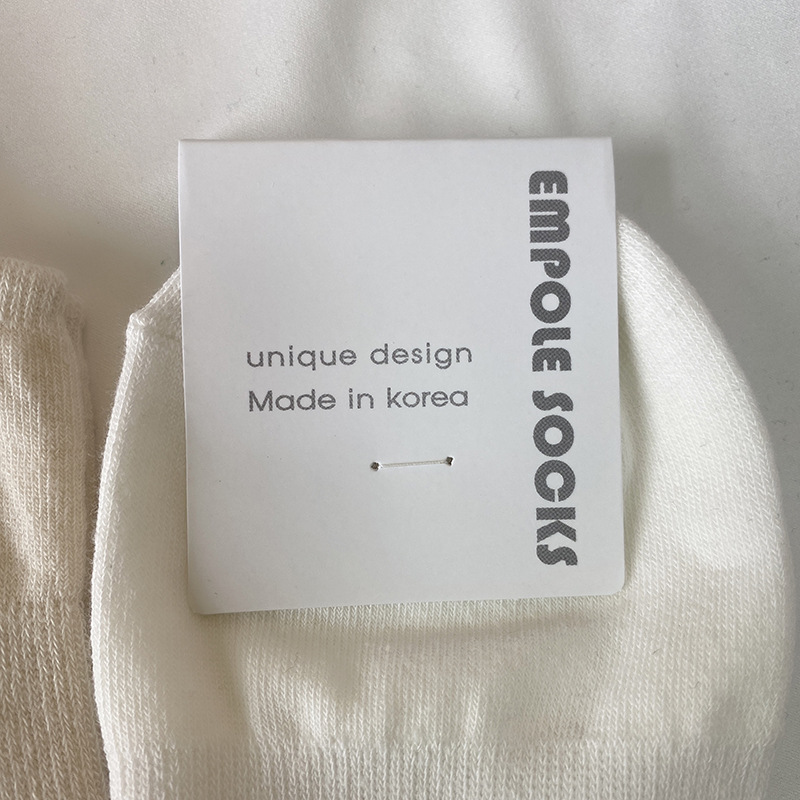 unique design
Made in korea
EMPOLE SOCKS